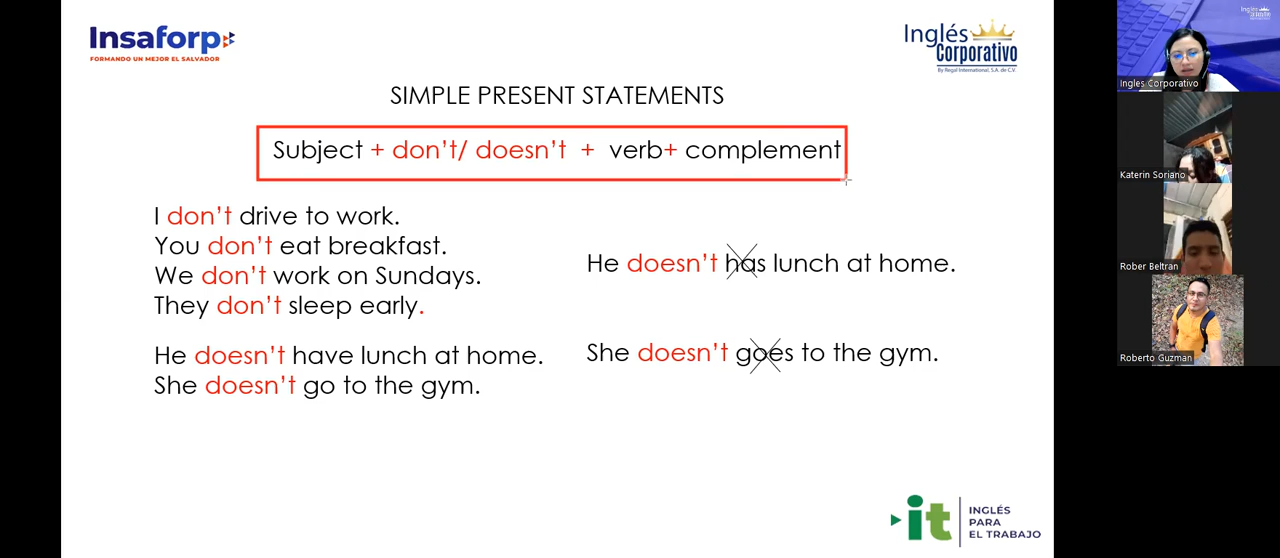 Insaforp
FORMANDO UN MEJOR EL SALVADOR
Inglés
Corporativo
By Regal International, S.A. de C.V.
SIMPLE PRESENT STATEMENTS
Subject + don't/ doesn't + verb+ complement
I don't drive to work.
You don't eat breakfast.
We don't work on Sundays.
They don't sleep early.
He doesn't have lunch at home.
She doesn't go to the gym.
He doesn't has lunch at home.
She doesn't goes to the gym.
it
INGLÉS
PARA
EL TRABAJO
Ingles Corporativo
Katerin Soriano
Rober Beltran
Roberto Guzman